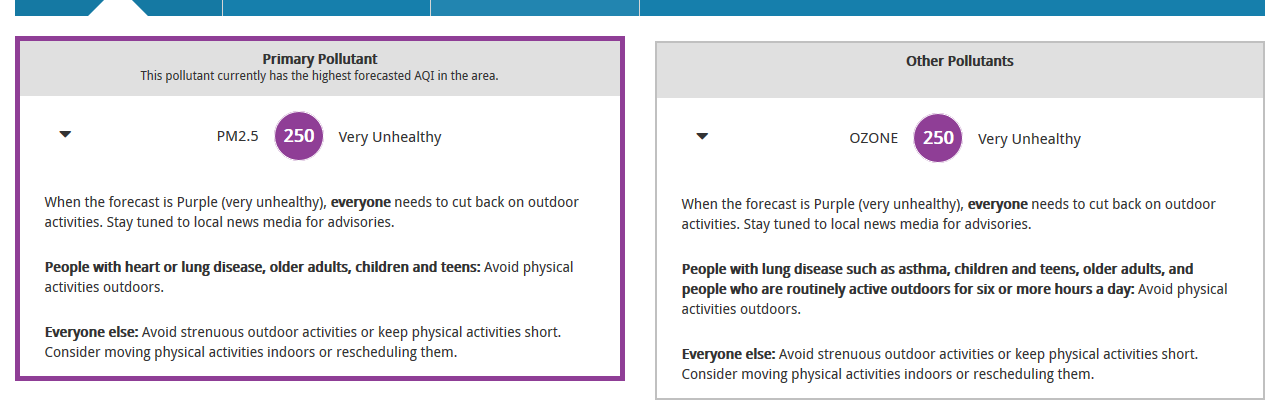 Primary Pollutant
This pollutant currently has the highest forecasted AQI in the area.
PM2.5 250 Very Unhealthy
When the forecast is Purple (very unhealthy), everyone needs to cut back on outdoor
activities. Stay tuned to local news media for advisories.
People with heart or lung disease, older adults, children and teens: Avoid physical
activities outdoors.
Everyone else: Avoid strenuous outdoor activities or keep physical activities short.
Consider moving physical activities indoors or rescheduling them.
Other Pollutants
OZONE 250 Very Unhealthy
When the forecast is Purple (very unhealthy), everyone needs to cut back on outdoor
activities. Stay tuned to local news media for advisories.
People with lung disease such as asthma, children and teens, older adults, and
people who are routinely active outdoors for six or more hours a day: Avoid physical
activities outdoors.
Everyone else: Avoid strenuous outdoor activities or keep physical activities short.
Consider moving physical activities indoors or rescheduling them.